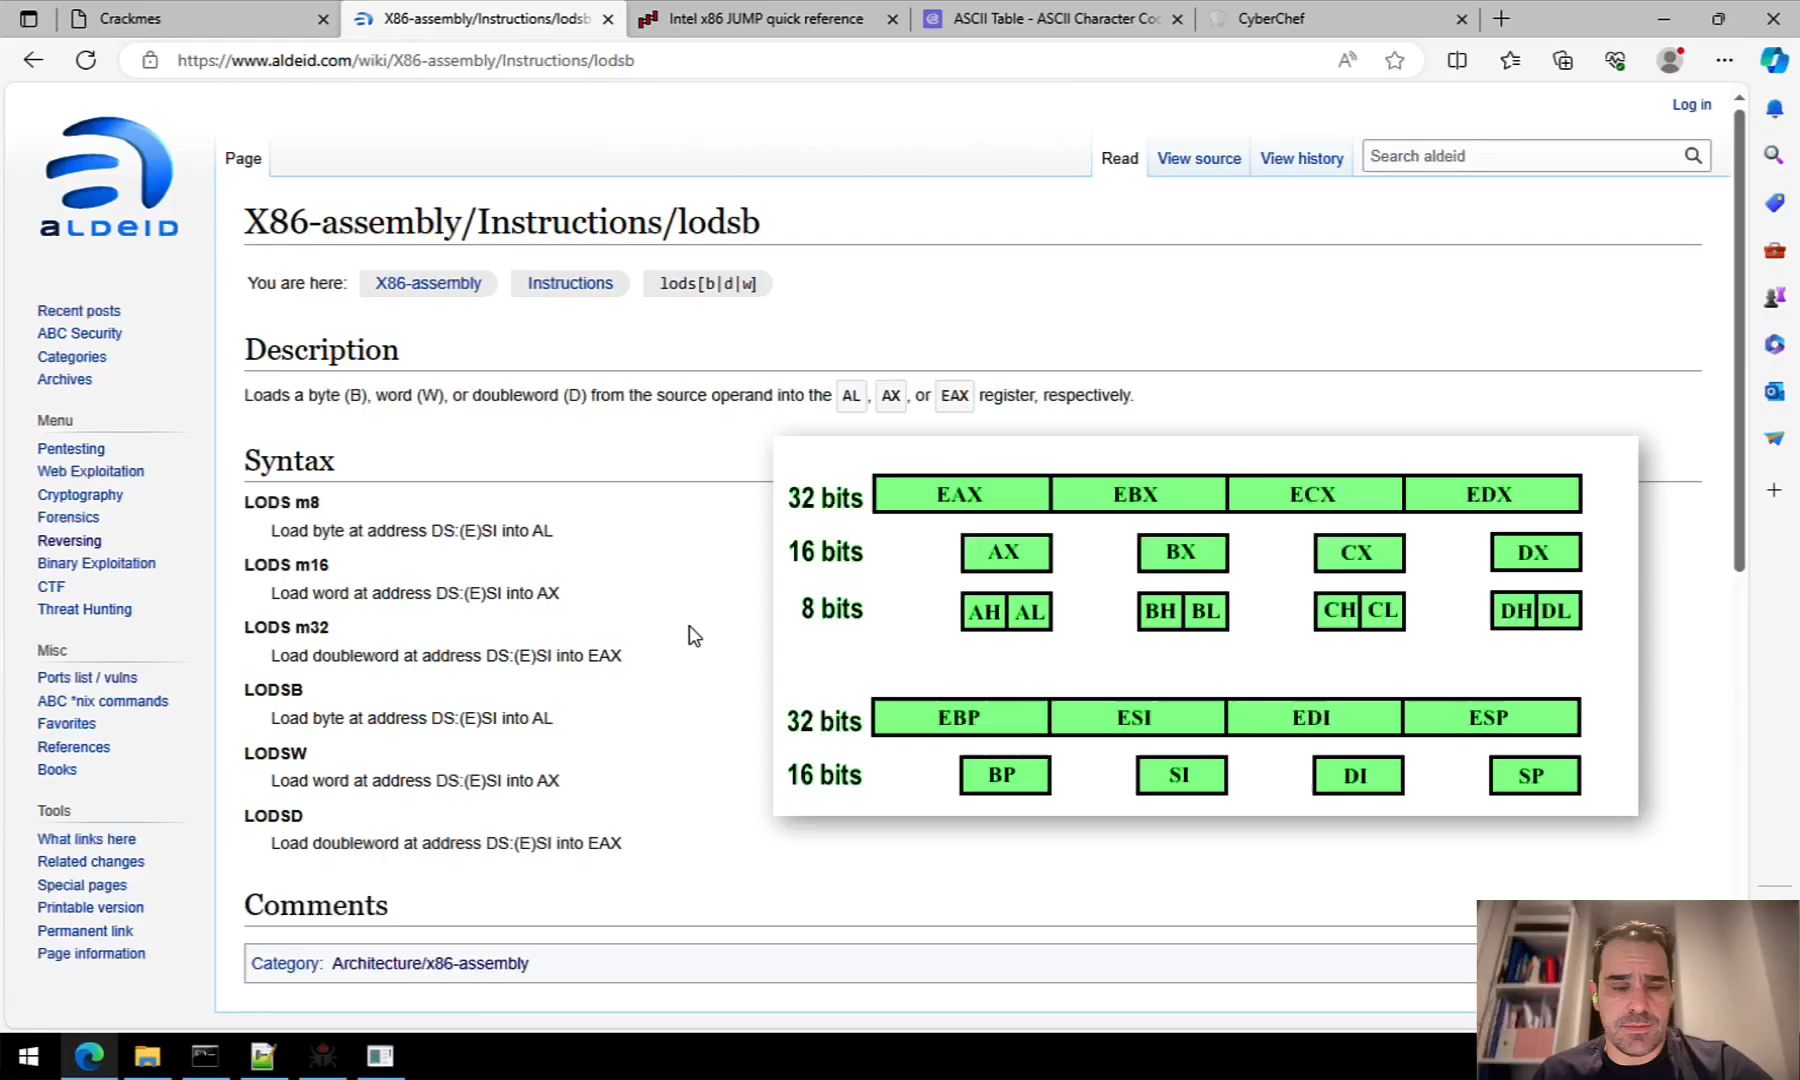 Crackmes
X86-assembly/Instructions/lodsb
Intel x86 JUMP quick reference
ASCII Table - ASCII Character Co
CyberChef
https://www.aldeid.com/wiki/X86-assembly/Instructions/lodsb
Log in
aLDeiD
Page
Read
View source
View history
Search aldeid
X86-assembly/Instructions/lodsb
You are here:
X86-assembly
Instructions
lods[b|d|w]
Recent posts
ABC Security
Categories
Archives
Menu
Pentesting
Web Exploitation
Cryptography
Forensics
Reversing
Binary Exploitation
CTF
Threat Hunting
Misc
Ports list / vulns
ABC *nix commands
Favorites
References
Books
Tools
What links here
Related changes
Special pages
Printable version
Permanent link
Page information
Description
Loads a byte (B), word (W), or doubleword (D) from the source operand into the AL, AX, or EAX register, respectively.
Syntax
LODS m8
Load byte at address DS:(E)SI into AL
LODS m16
Load word at address DS:(E)SI into AX
LODS m32
Load doubleword at address DS:(E)SI into EAX
LODSB
Load byte at address DS:(E)SI into AL
LODSW
Load word at address DS:(E)SI into AX
LODSD
Load doubleword at address DS:(E)SI into EAX
32 bits EAX EBX ECX EDX
16 bits AX BX CX DX
8 bits AH AL BH BL CH CL DH DL
32 bits EBP ESI EDI ESP
16 bits BP SI DI SP
Comments
Category: Architecture/x86-assembly